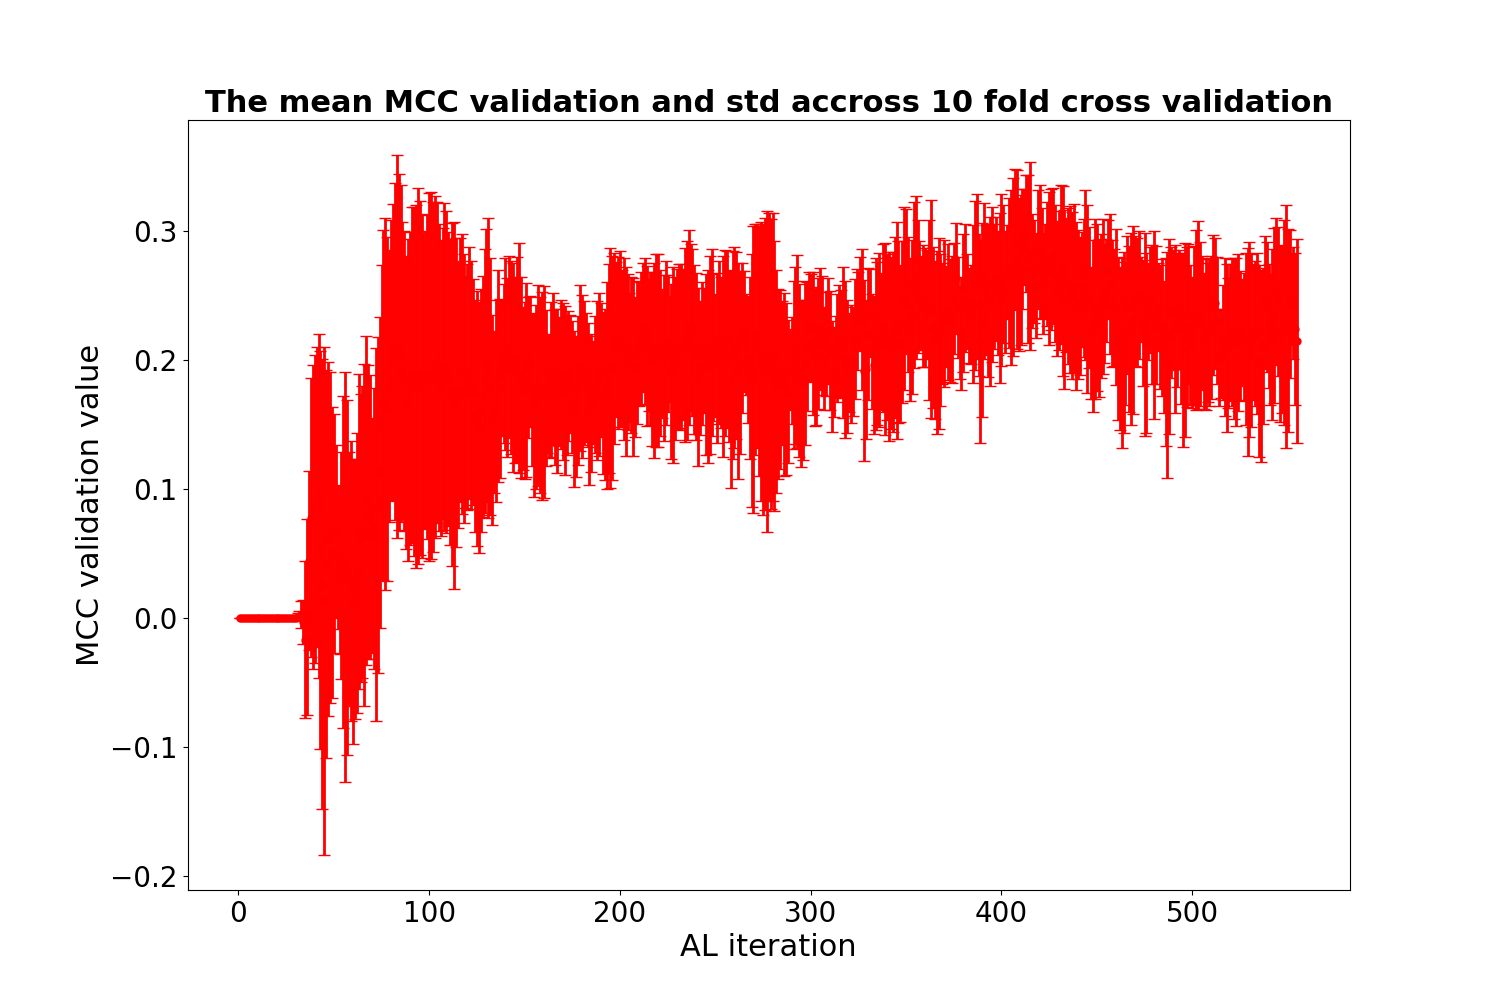 The mean MCC validation and std accross 10 fold cross validation
MCC validation value
0.3
0.2
0.1
0.0
−0.1
−0.2
0 100 200 300 400 500
AL iteration